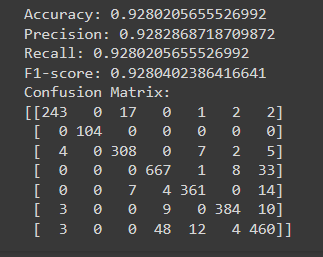 Accuracy: 0.9280205655526992
Precision: 0.9282868718709872
Recall: 0.9280205655526992
F1-score: 0.9280402386416641
Confusion Matrix:
[[243   0  17   0   1   2   2]
 [  0 104   0   0   0   0   0]
 [  4   0 308   0   7   2   5]
 [  0   0   0 667   1   8  33]
 [  0   0   7   4 361   0  14]
 [  3   0   0   9   0 384  10]
 [  3   0   0  48  12   4 460]]